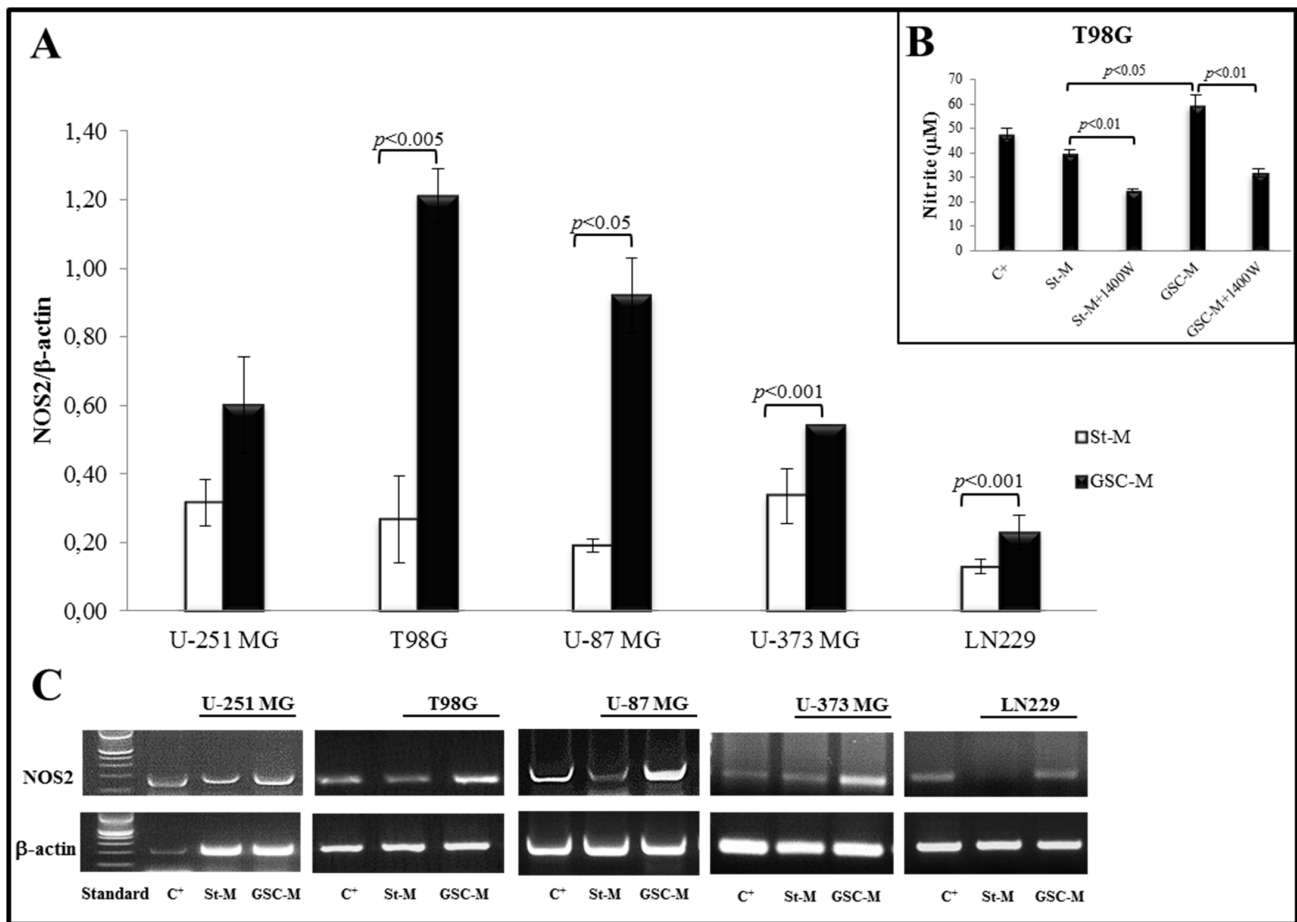 A
NOS2/β-actin
1,40
1,20
1,00
0,80
0,60
0,40
0,20
0,00
p<0.005
p<0.05
p<0.001
p<0.001
U-251 MG T98G U-87 MG U-373 MG LN229
St-M
GSC-M
B
T98G
Nitrite (μM)
70
60
50
40
30
20
10
0
p<0.05
p<0.01
p<0.01
C+
St-M
St-M+1400W
GSC-M
GSC-M+1400W
C
U-251 MG T98G U-87 MG U-373 MG LN229
NOS2
β-actin
Standard C+ St-M GSC-M C+ St-M GSC-M C+ St-M GSC-M C+ St-M GSC-M C+ St-M GSC-M